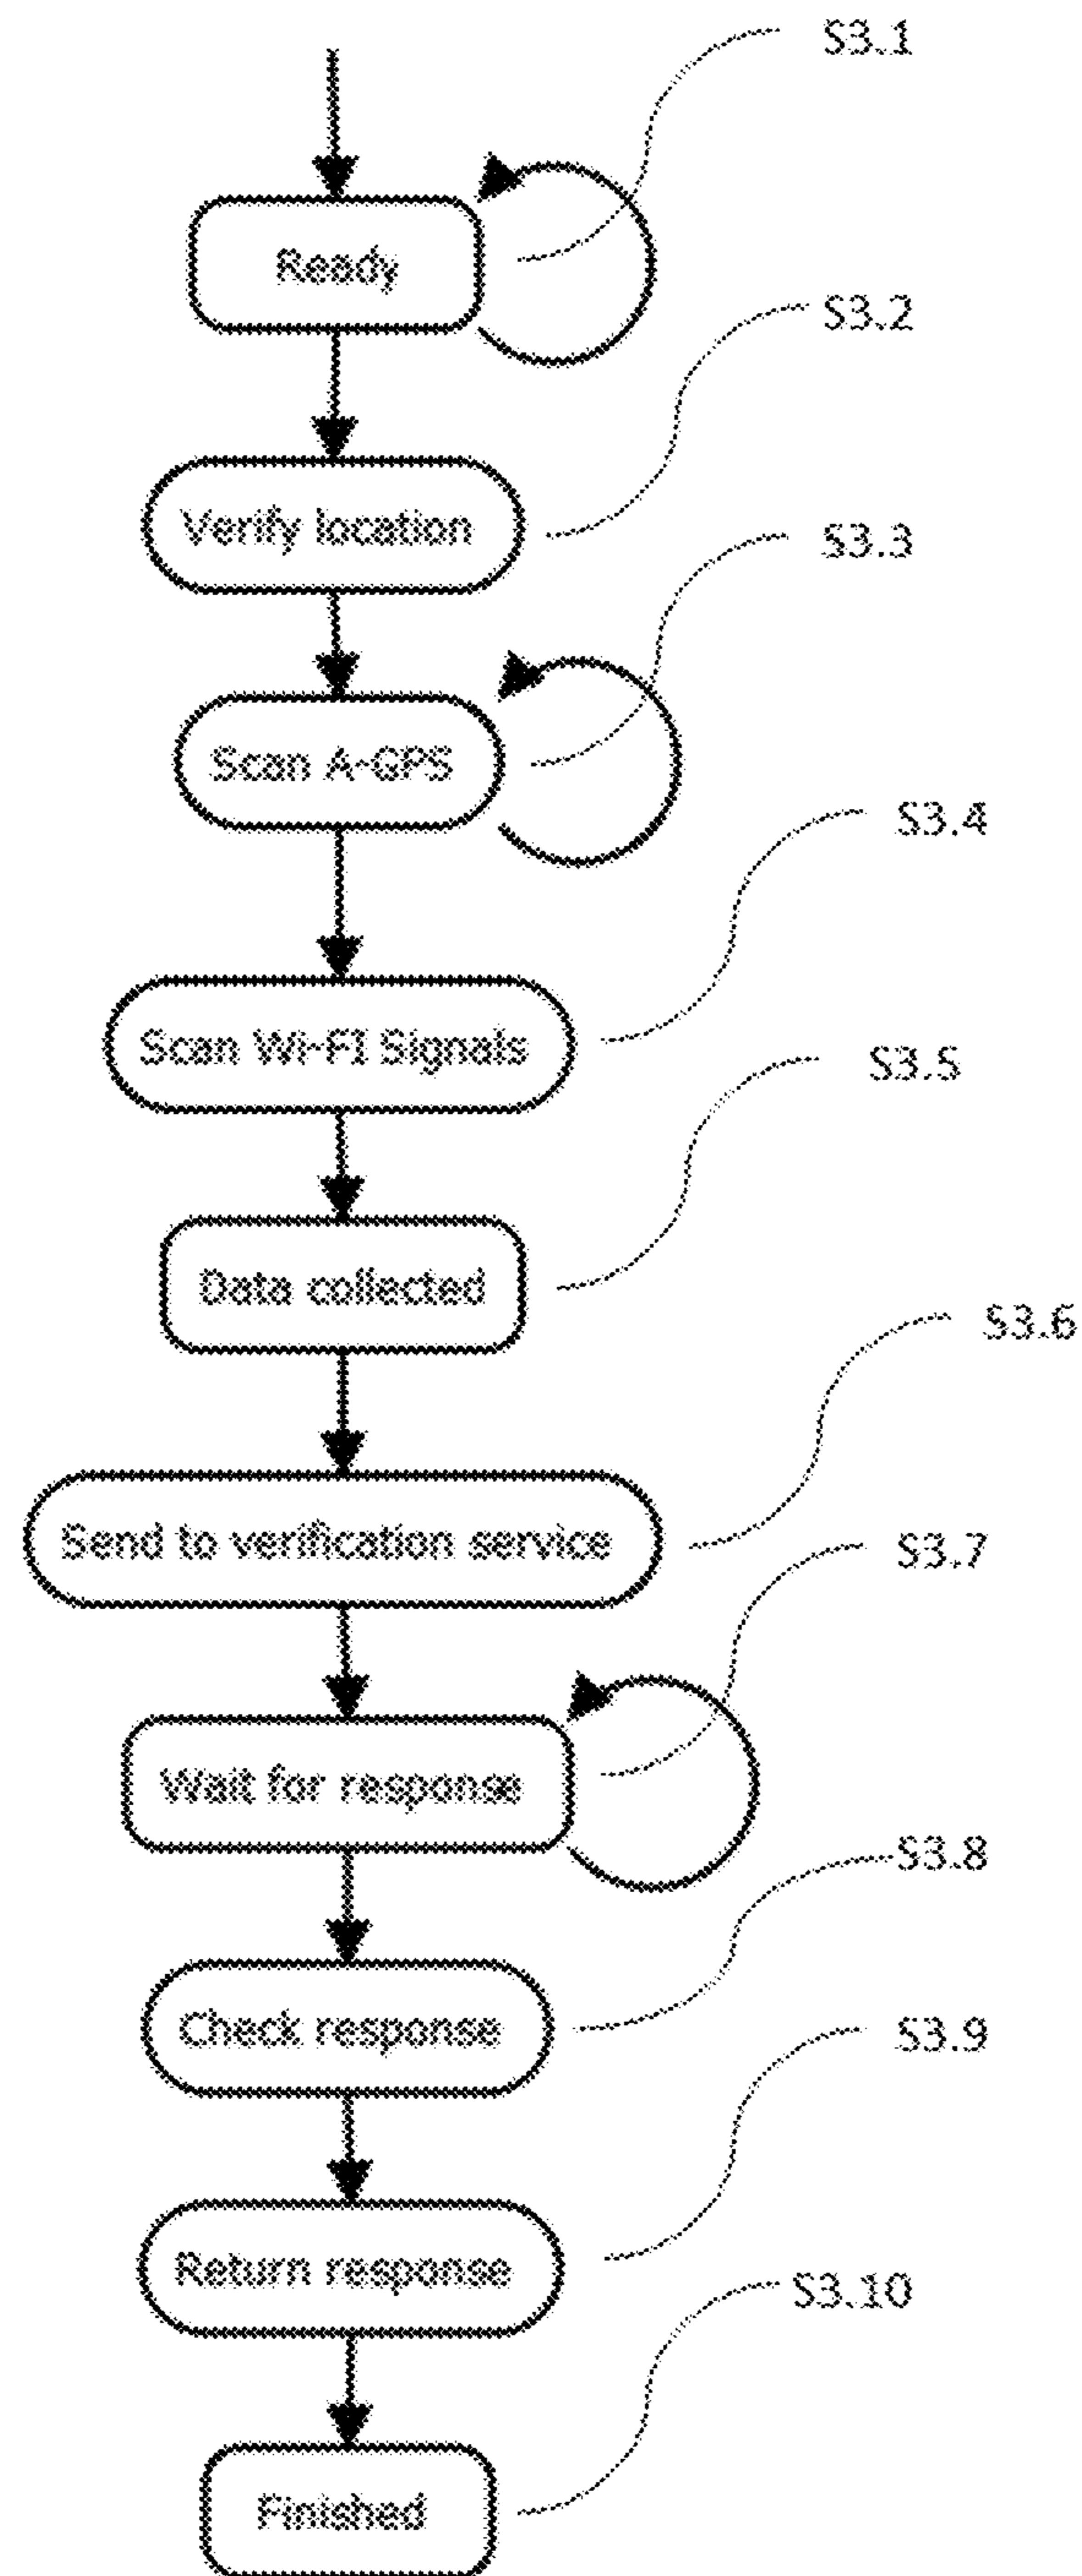 S3.1
Ready
S3.2
Verify location
S3.3
Scan A-GPS
S3.4
Scan Wi-FI Signals
S3.5
Data collected
S3.6
Send to verification service
S3.7
Wait for response
S3.8
Check response
S3.9
Return response
S3.10
Finished